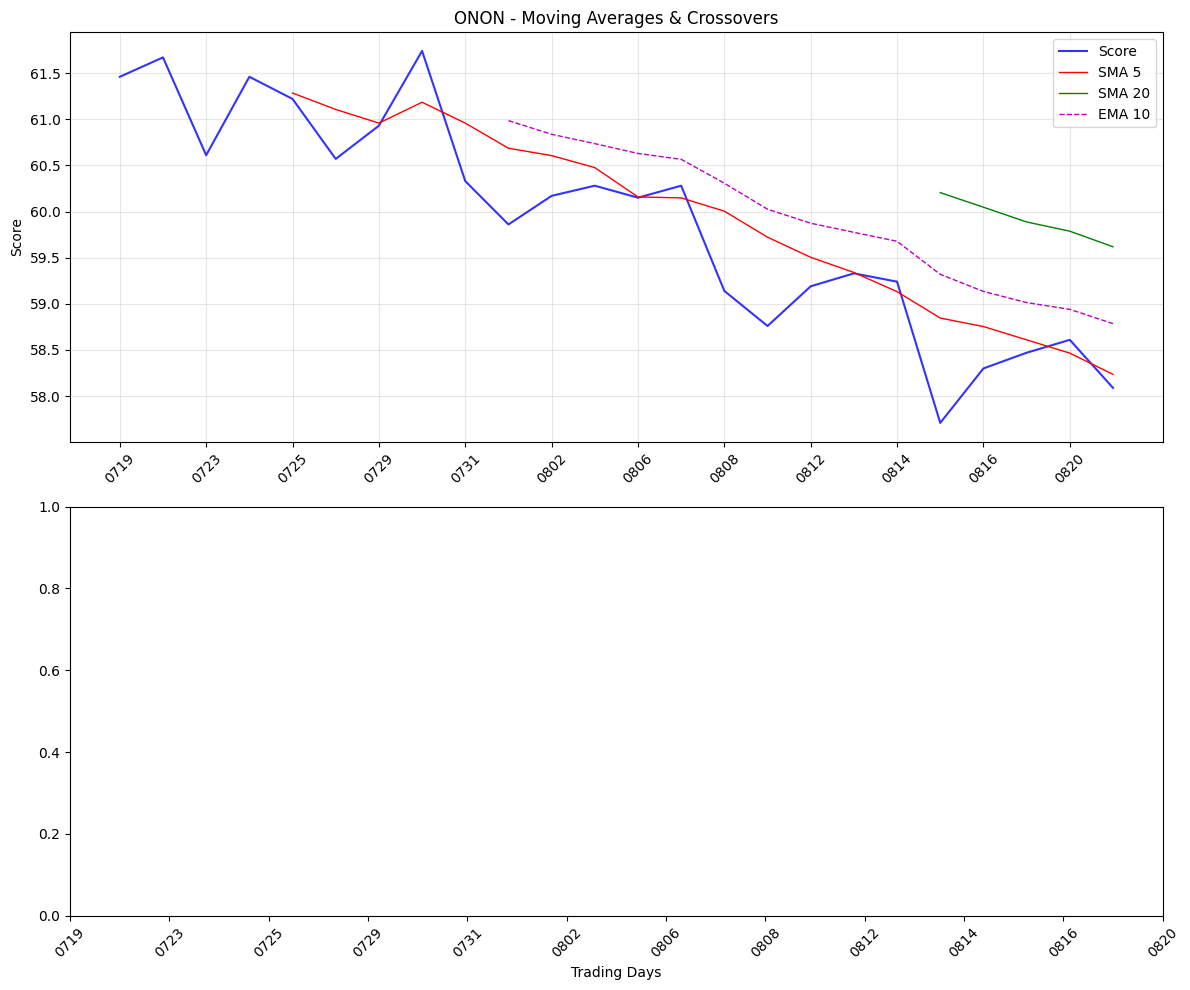 ONON - Moving Averages & Crossovers
Score
61.5
61.0
60.5
60.0
59.5
59.0
58.5
58.0
Score
SMA 5
SMA 20
EMA 10
0719 0723 0725 0729 0731 0802 0806 0808 0812 0814 0816 0820
1.0
0.8
0.6
0.4
0.2
0.0
0719 0723 0725 0729 0731 0802 0806 0808 0812 0814 0816 0820
Trading Days